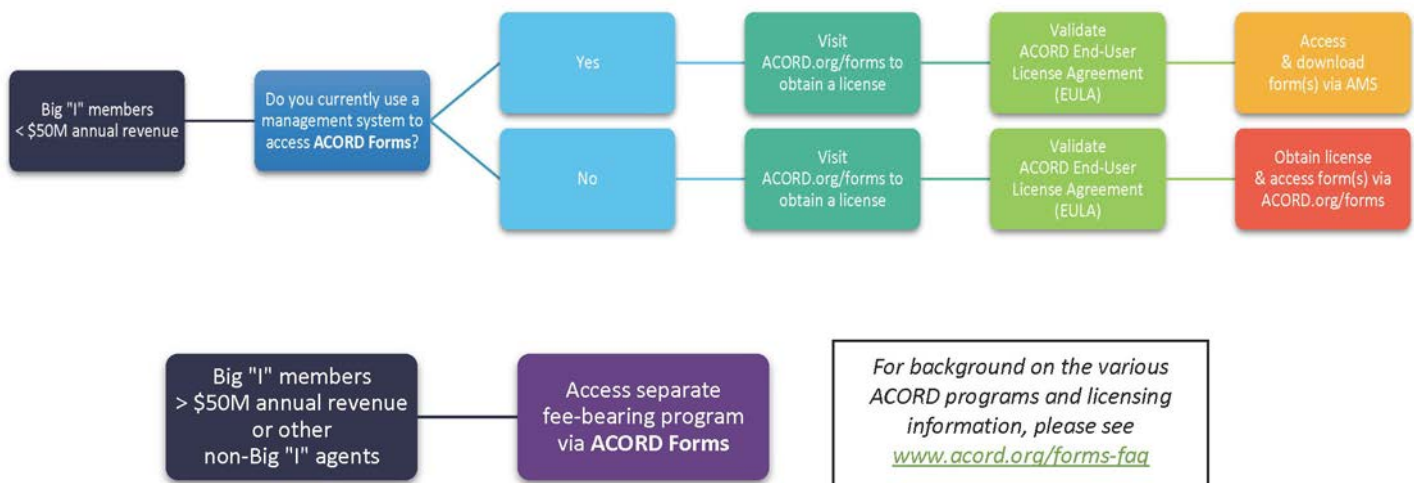 Big "I" members
< $50M annual revenue
Do you currently use a
management system to
access ACORD Forms?
Yes
Visit
ACORD.org/forms to
obtain a license
Validate
ACORD End-User
License Agreement
(EULA)
Access
& download
form(s) via AMS
No
Visit
ACORD.org/forms to
obtain a license
Validate
ACORD End-User
License Agreement
(EULA)
Obtain license
& access form(s) via
ACORD.org/forms
Big "I" members
> $50M annual revenue
or other
non-Big "I" agents
Access separate
fee-bearing program
via ACORD Forms
For background on the various
ACORD programs and licensing
information, please see
www.acord.org/forms-faq